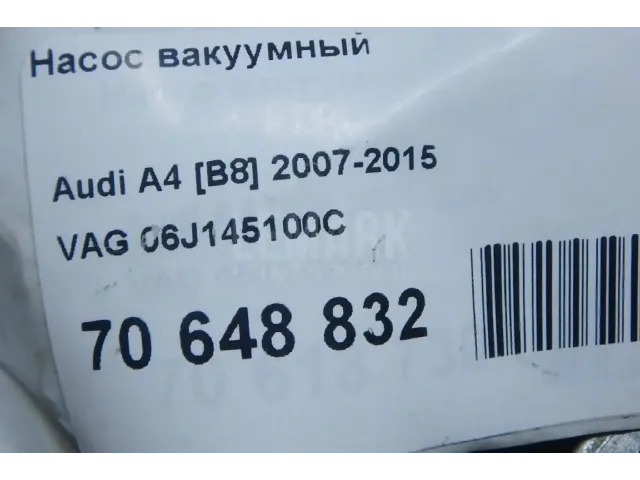 Насос вакуумный
Audi A4 [B8] 2007-2015
VAG 06J145100C
70 648 832